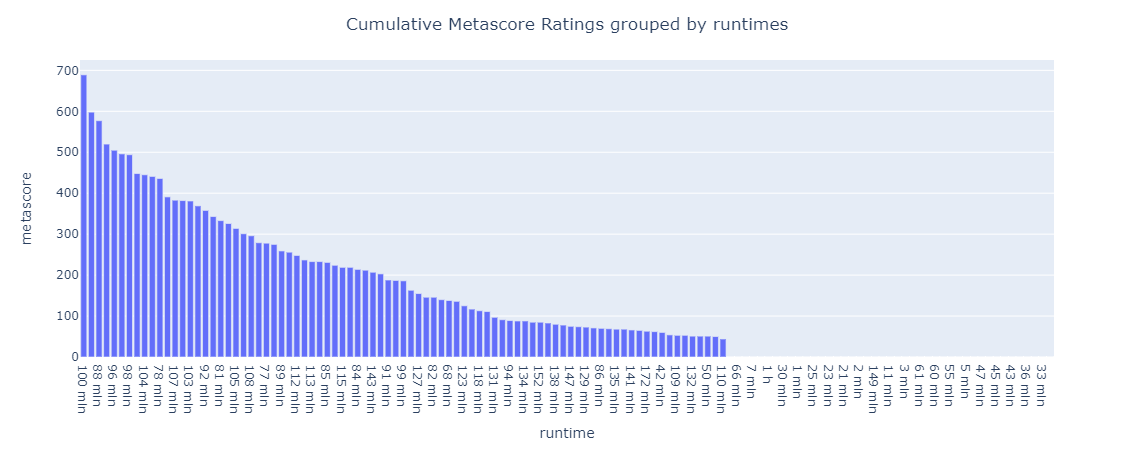 Cumulative Metascore Ratings grouped by runtimes
metascore
700
600
500
400
300
200
100
0
100 min
88 min
96 min
98 min
104 min
78 min
107 min
103 min
92 min
81 min
105 min
108 min
77 min
89 min
112 min
113 min
85 min
115 min
84 min
143 min
91 min
99 min
127 min
82 min
68 min
123 min
118 min
131 min
94 min
134 min
152 min
138 min
147 min
129 min
86 min
135 min
141 min
172 min
42 min
109 min
132 min
50 min
110 min
66 min
7 min
1 h
30 min
1 min
25 min
23 min
21 min
2 min
149 min
11 min
3 min
61 min
60 min
55 min
5 min
47 min
45 min
43 min
36 min
33 min
runtime